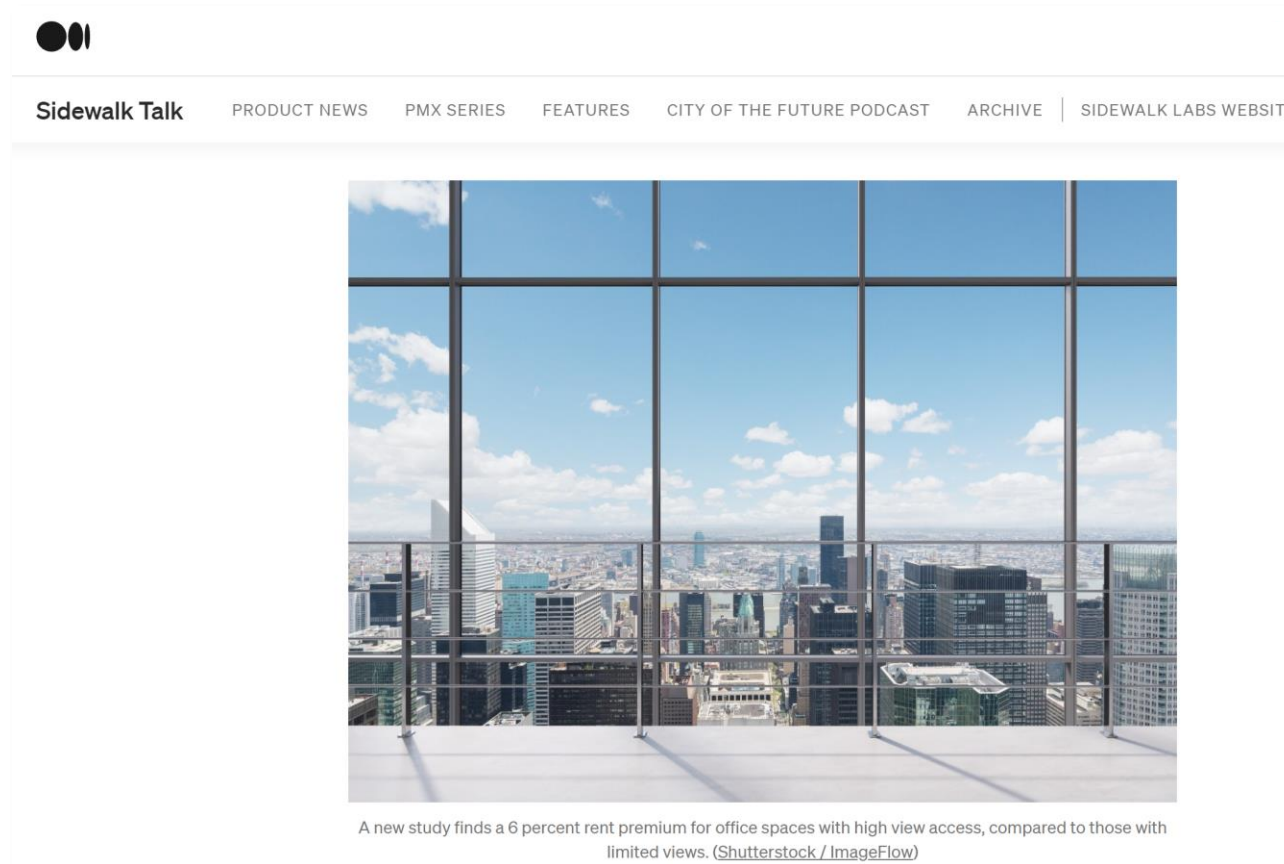 Sidewalk Talk PRODUCT NEWS PMX SERIES FEATURES CITY OF THE FUTURE PODCAST ARCHIVE SIDEWALK LABS WEBSIT
A new study finds a 6 percent rent premium for office spaces with high view access, compared to those with
limited views. (Shutterstock / ImageFlow)